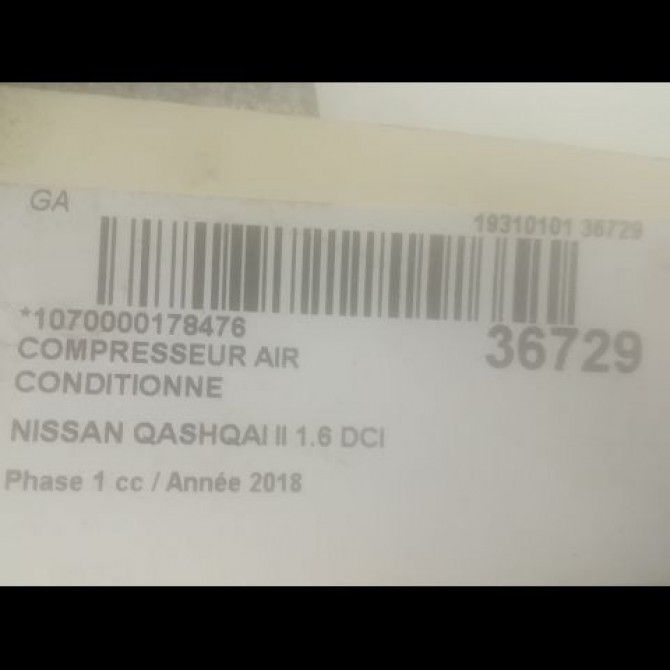 GA
19310101 36729
*1070000178476
36729
COMPRESSEUR AIR
CONDITIONNE
NISSAN QASHQAI II 1.6 DCI
Phase 1 cc / Année 2018